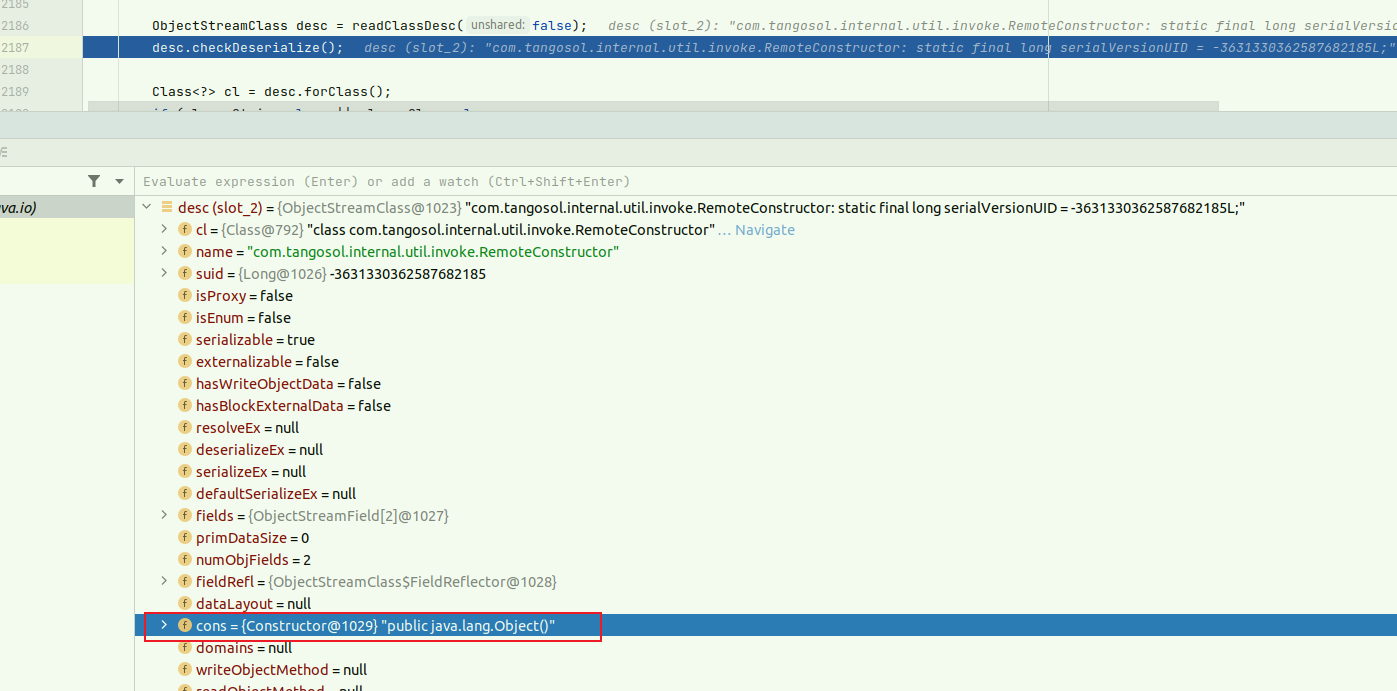 2185
2186 ObjectStreamClass desc = readClassDesc( unshared: false); desc (slot_2): "com.tangosol.internal.util.invoke.RemoteConstructor: static final long serialVersi
2187 desc.checkDeserialize(); desc (slot_2): "com.tangosol.internal.util.invoke.RemoteConstructor: static final long serialVersionUID = -3631330362587682185L;"
2188
2189 Class<?> cl = desc.forClass();
Evaluate expression (Enter) or add a watch (Ctrl+Shift+Enter)
va.io)
desc (slot_2) = {ObjectStreamClass@1023} "com.tangosol.internal.util.invoke.RemoteConstructor: static final long serialVersionUID = -3631330362587682185L;"
cl = {Class@792} "class com.tangosol.internal.util.invoke.RemoteConstructor" ... Navigate
name = "com.tangosol.internal.util.invoke.RemoteConstructor"
suid = {Long@1026} -3631330362587682185
isProxy = false
isEnum = false
serializable = true
externalizable = false
hasWriteObjectData = false
hasBlockExternalData = false
resolveEx = null
deserializeEx = null
serializeEx = null
defaultSerializeEx = null
fields = {ObjectStreamField[2]@1027}
primDataSize = 0
numObjFields = 2
fieldRefl = {ObjectStreamClass$FieldReflector@1028}
dataLayout = null
cons = {Constructor@1029} "public java.lang.Object()"
domains = null
writeObjectMethod = null
readObjectMethod = null